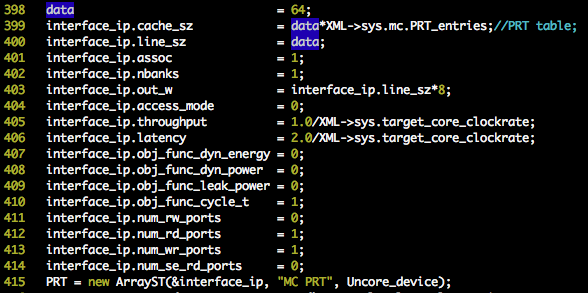 398 data = 64;
399 interface_ip.cache_sz = data*XML->sys.mc.PRT_entries;//PRT table;
400 interface_ip.line_sz = data;
401 interface_ip.assoc = 1;
402 interface_ip.nbanks = 1;
403 interface_ip.out_w = interface_ip.line_sz*8;
404 interface_ip.access_mode = 0;
405 interface_ip.throughput = 1.0/XML->sys.target_core_clockrate;
406 interface_ip.latency = 2.0/XML->sys.target_core_clockrate;
407 interface_ip.obj_func_dyn_energy = 0;
408 interface_ip.obj_func_dyn_power = 0;
409 interface_ip.obj_func_leak_power = 0;
410 interface_ip.obj_func_cycle_t = 1;
411 interface_ip.num_rw_ports = 0;
412 interface_ip.num_rd_ports = 1;
413 interface_ip.num_wr_ports = 1;
414 interface_ip.num_se_rd_ports = 0;
415 PRT = new ArrayST(&interface_ip, "MC PRT", Uncore_device);